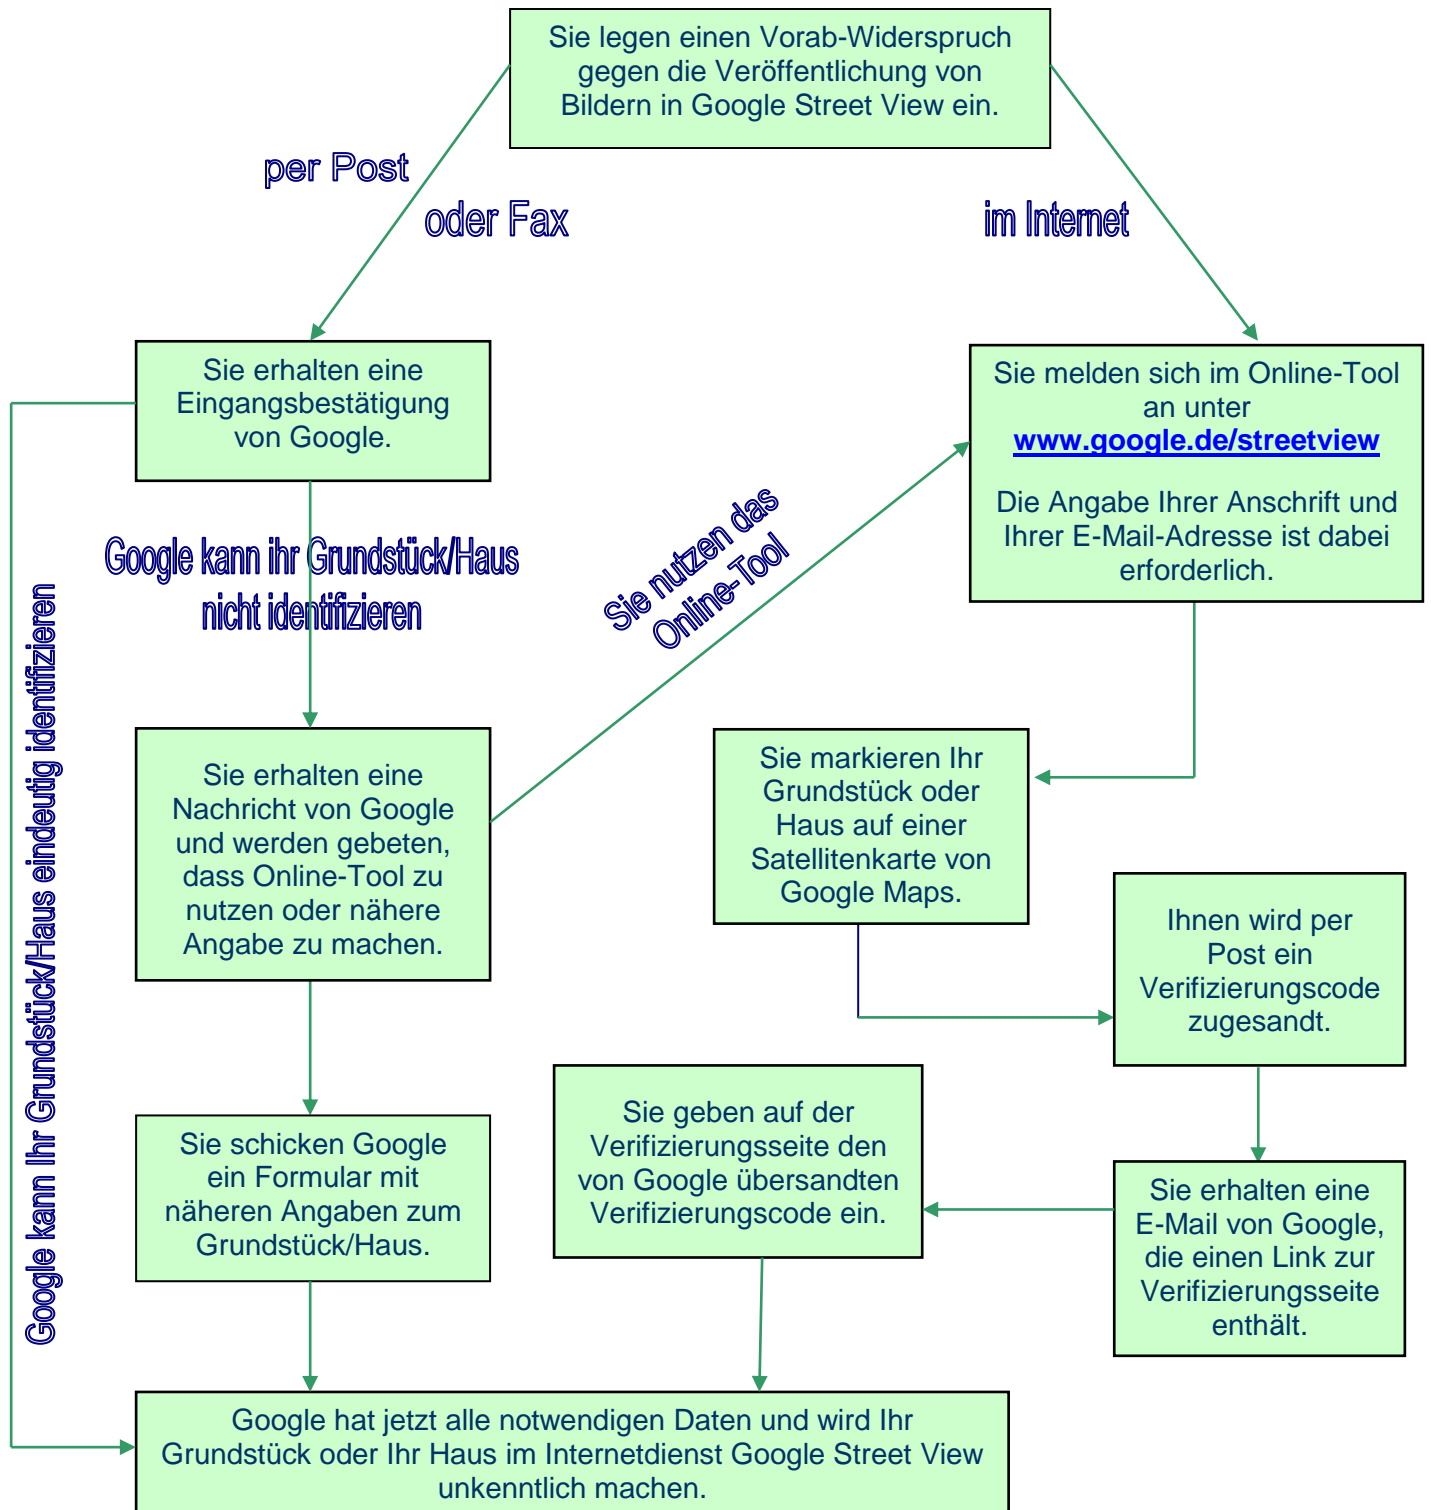 Sie legen einen Vorab-Widerspruch
gegen die Veröffentlichung von
Bildern in Google Street View ein.
per Post
oder Fax
im Internet
Sie erhalten eine
Eingangsbestätigung
von Google.
Sie melden sich im Online-Tool
an unter
www.google.de/streetview
Die Angabe Ihrer Anschrift und
Ihrer E-Mail-Adresse ist dabei
erforderlich.
Google kann ihr Grundstück/Haus
nicht identifizieren
Sie nutzen das
Online-Tool
Google kann Ihr Grundstück/Haus eindeutig identifizieren
Sie erhalten eine
Nachricht von Google
und werden gebeten,
dass Online-Tool zu
nutzen oder nähere
Angabe zu machen.
Sie markieren Ihr
Grundstück oder
Haus auf einer
Satellitenkarte von
Google Maps.
Ihnen wird per
Post ein
Verifizierungscode
zugesandt.
Sie schicken Google
ein Formular mit
näheren Angaben zum
Grundstück/Haus.
Sie geben auf der
Verifizierungsseite den
von Google übersandten
Verifizierungscode ein.
Sie erhalten eine
E-Mail von Google,
die einen Link zur
Verifizierungsseite
enthält.
Google hat jetzt alle notwendigen Daten und wird Ihr
Grundstück oder Ihr Haus im Internetdienst Google Street View
unkenntlich machen.